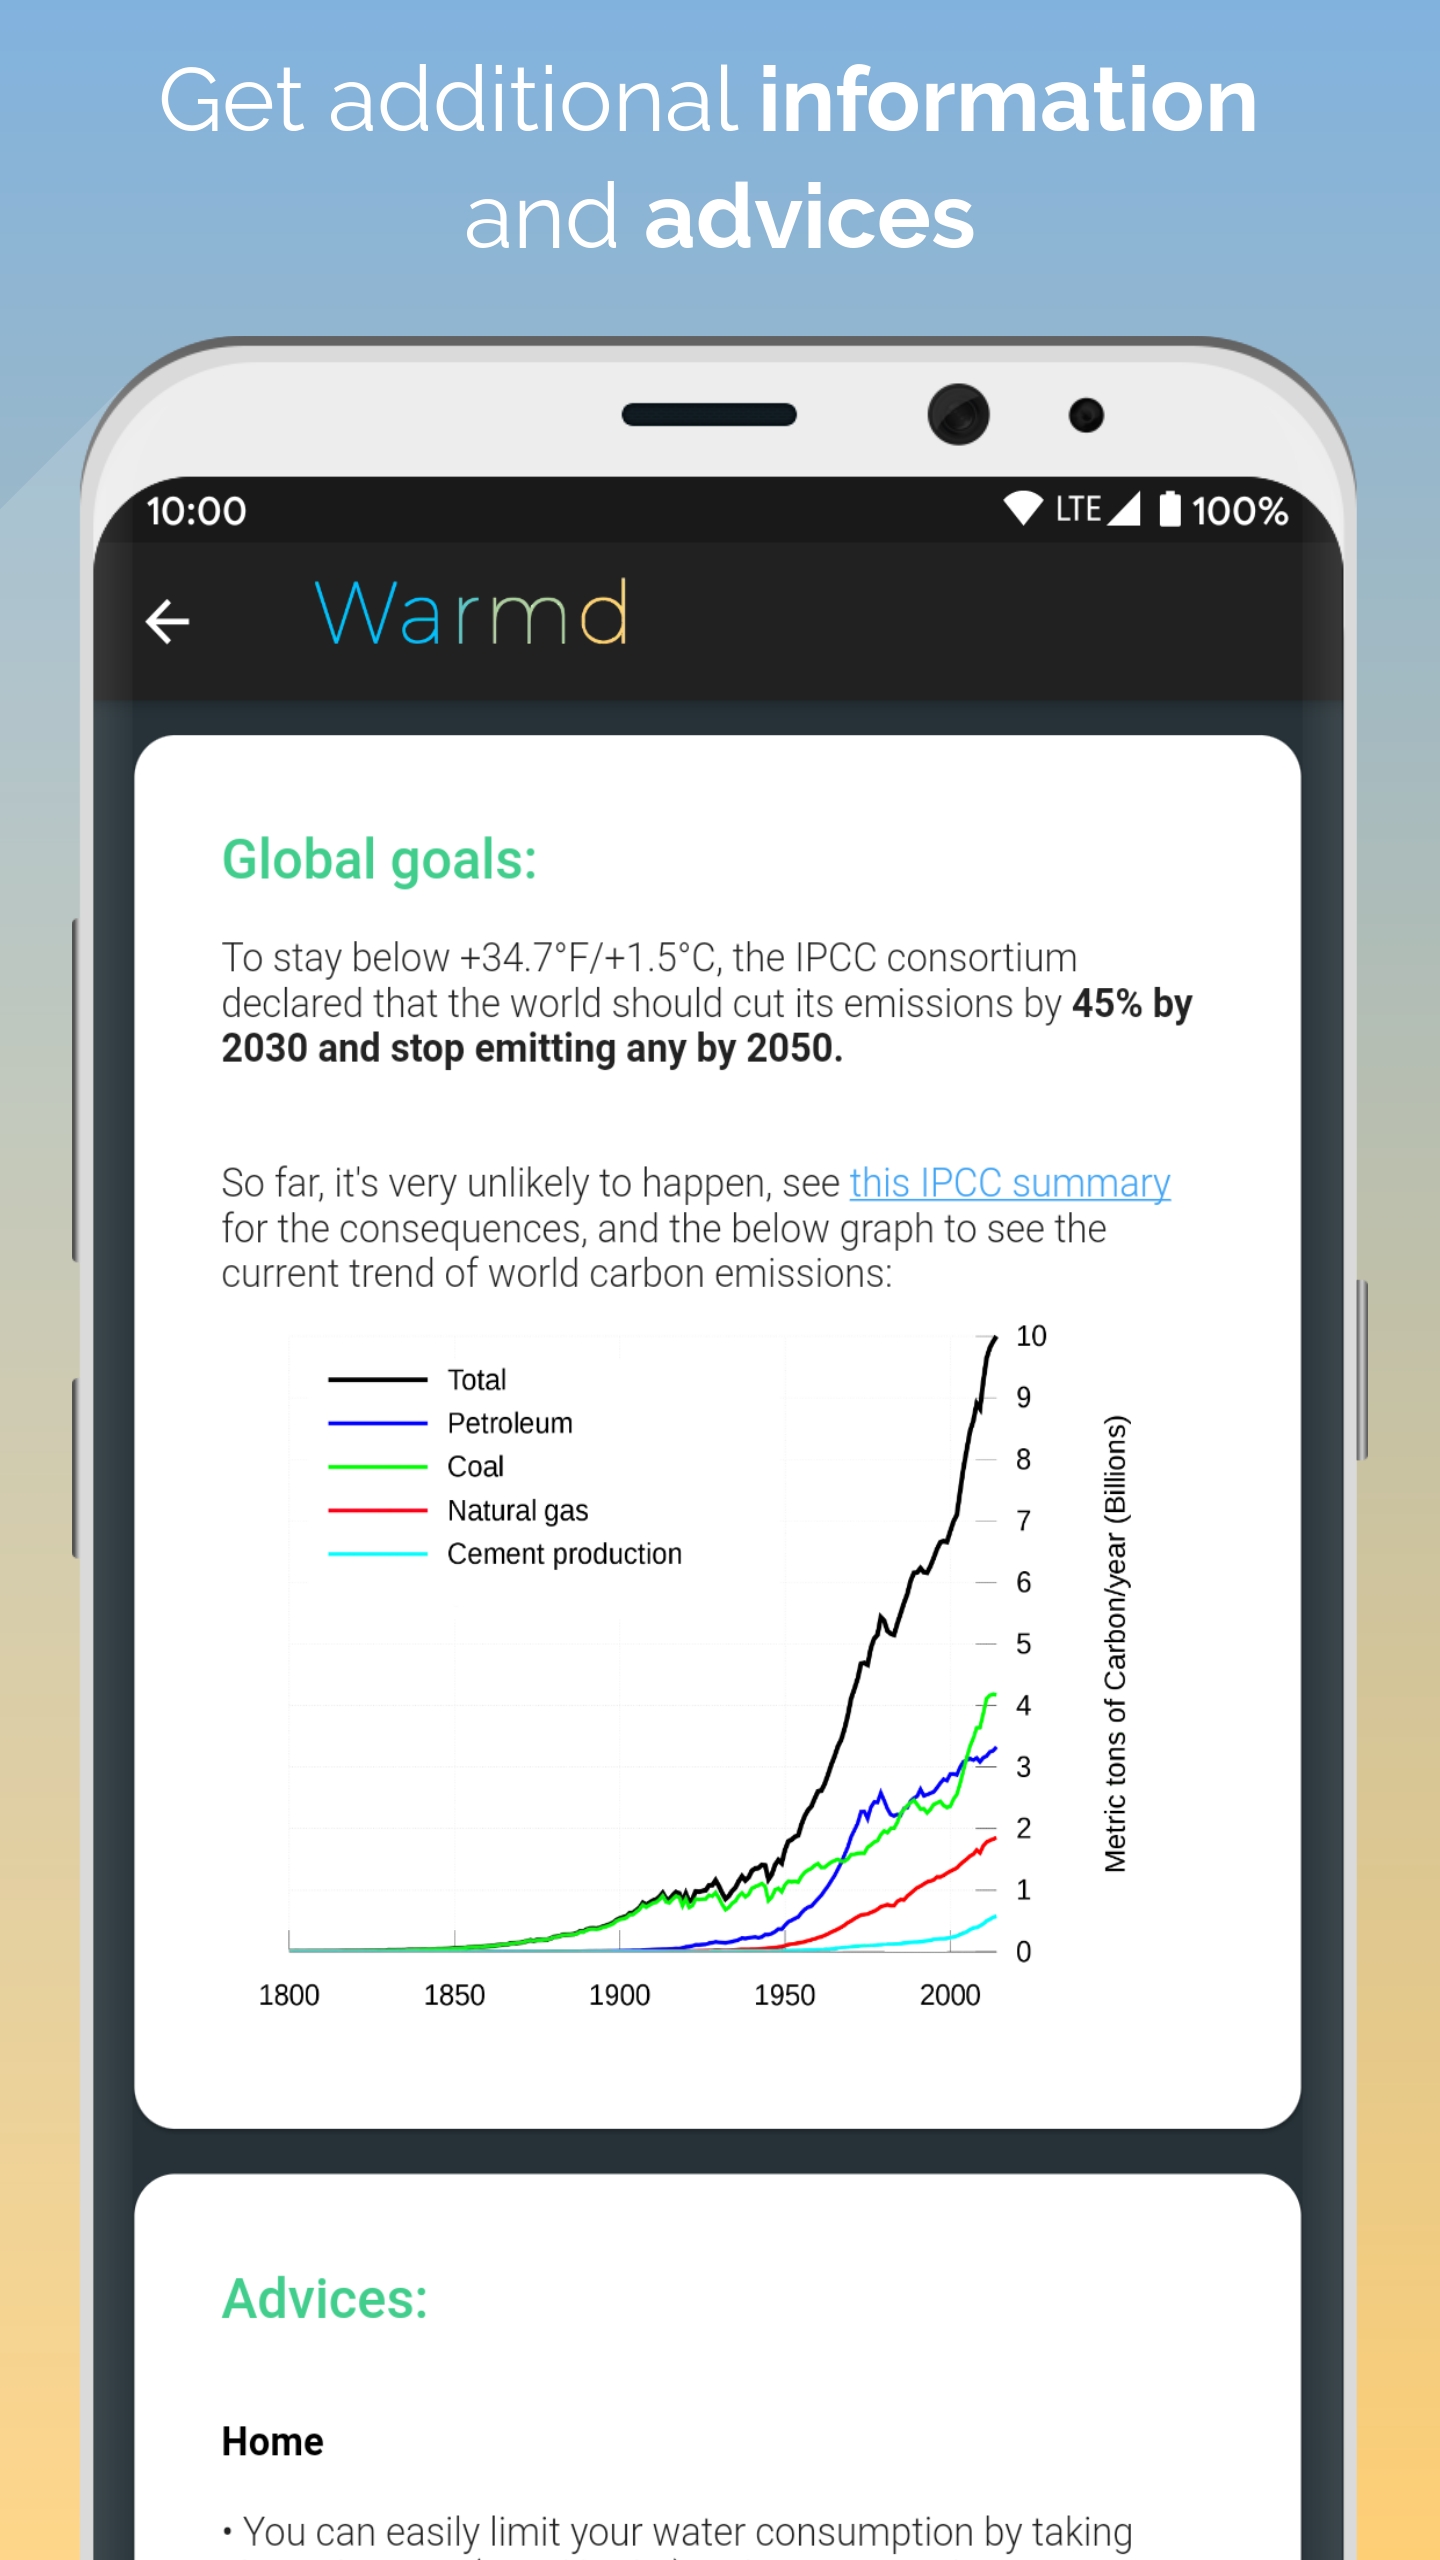 Get additional information
and advices
10:00
LTE 100%
Warmd
Global goals:
To stay below +34.7°F/+1.5°C, the IPCC consortium
declared that the world should cut its emissions by 45% by
2030 and stop emitting any by 2050.
So far, it's very unlikely to happen, see this IPCC summary
for the consequences, and the below graph to see the
current trend of world carbon emissions:
Total
Petroleum
Coal
Natural gas
Cement production
10
9
8
7
6
5
4
3
2
1
0
Metric tons of Carbon/year (Billions)
1800 1850 1900 1950 2000
Advices:
Home
• You can easily limit your water consumption by taking